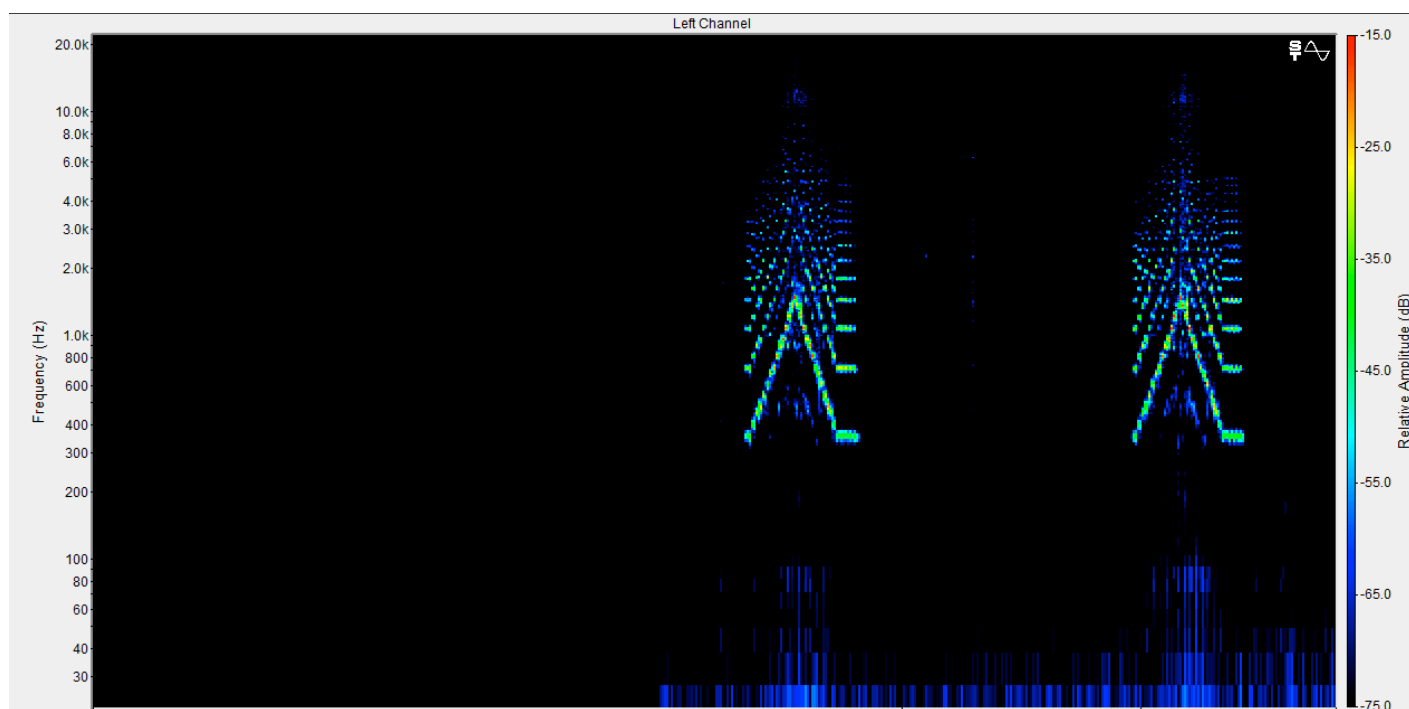 Left Channel
20.0k
10.0k
8.0k
6.0k
4.0k
3.0k
2.0k
1.0k
800
600
400
300
200
100
80
60
40
30
Frequency (Hz)
S
T
-15.0
-25.0
-35.0
-45.0
-55.0
-65.0
-75.0
Relative Amplitude (dB)